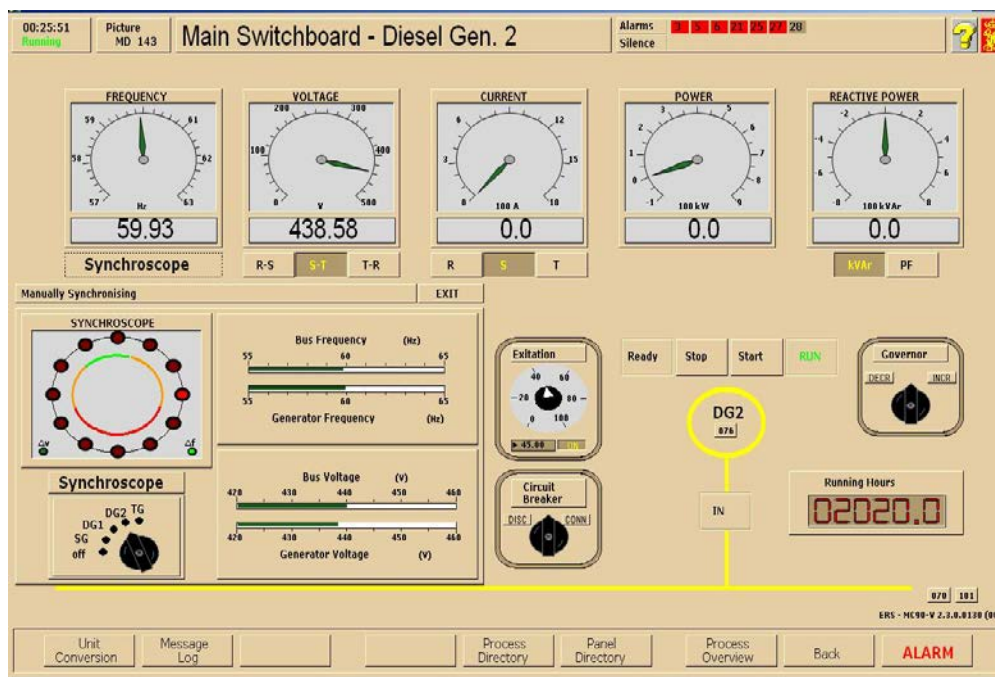 00:25:51
Running
Picture
MD 143
Main Switchboard - Diesel Gen. 2
Alarms
3 5 6 21 25 27 28
Silence
?
FREQUENCY
57 58 59 61 62 63
Hz
59.93
VOLTAGE
0 100 200 300 400 500
V
438.58
CURRENT
0 3 6 12 15 18
100 A
0.0
POWER
-1 0 1 2 3 5 7 8 9
100 kW
0.0
REACTIVE POWER
-8 -6 -4 -2 2 4 6 8
100 kVAr
0.0
Synchroscope
R-S S-T T-R
R S T
kVAr PF
Manually Synchronising
EXIT
SYNCHROSCOPE
Δv Δf
Bus Frequency (Hz)
55 60 65
55 60 65
Generator Frequency (Hz)
Bus Voltage (V)
420 430 440 450 460
420 430 440 450 460
Generator Voltage (V)
Synchroscope
off SG DG1 DG2 TG
Exitation
0 20 40 60 80 100
45.00 ON
Circuit
Breaker
DISC CONN
Ready Stop Start RUN
DG2
076
IN
Governor
DECR INCR
Running Hours
02020.0
070 101
ERS - MC90-V 2.3.0.0130
Unit
Conversion
Message
Log
Process
Directory
Panel
Directory
Process
Overview
Back
ALARM